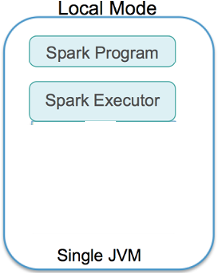 Local Mode
Spark Program
Spark Executor
Single JVM